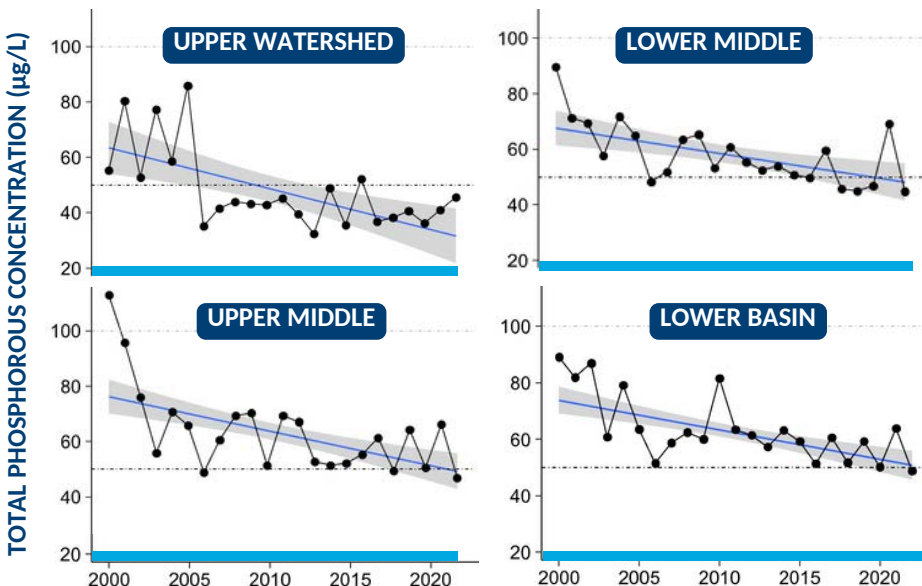 TOTAL PHOSPHOROUS CONCENTRATION (µg/L)
UPPER WATERSHED
100
80
60
40
20
LOWER MIDDLE
100
80
60
40
20
UPPER MIDDLE
100
80
60
40
20
2000 2005 2010 2015 2020
LOWER BASIN
100
80
60
40
20
2000 2005 2010 2015 2020